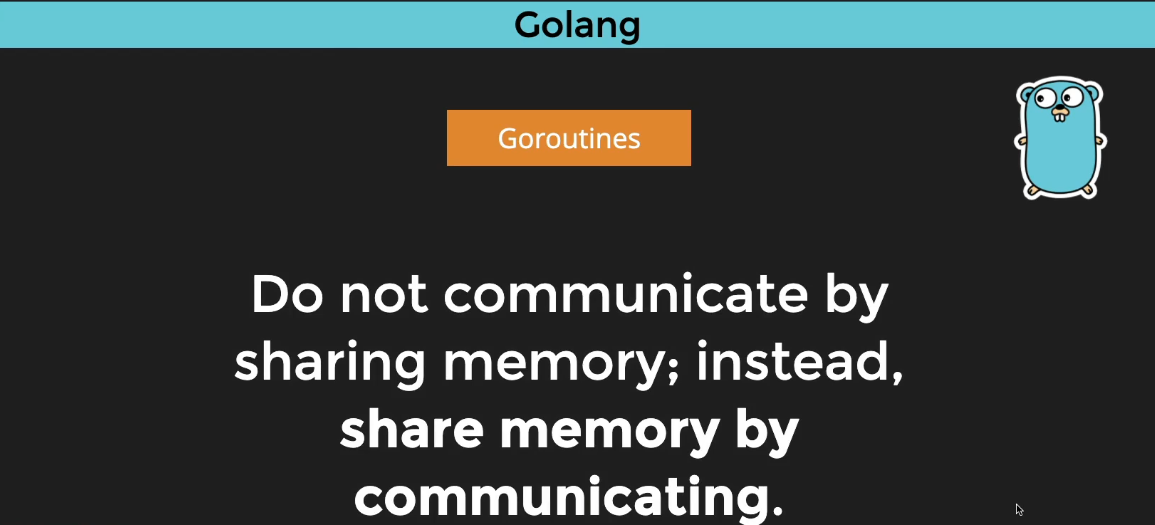 Golang
Goroutines
Do not communicate by
sharing memory; instead,
share memory by
communicating.